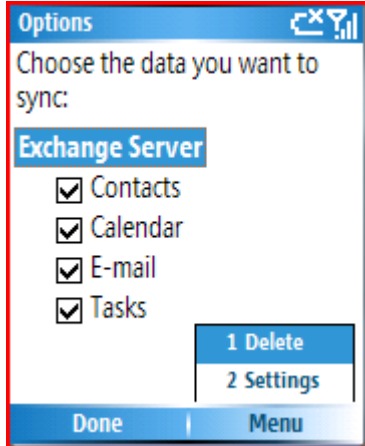 Options
Choose the data you want to
sync:
Exchange Server
Contacts
Calendar
E-mail
Tasks
1 Delete
2 Settings
Done
Menu